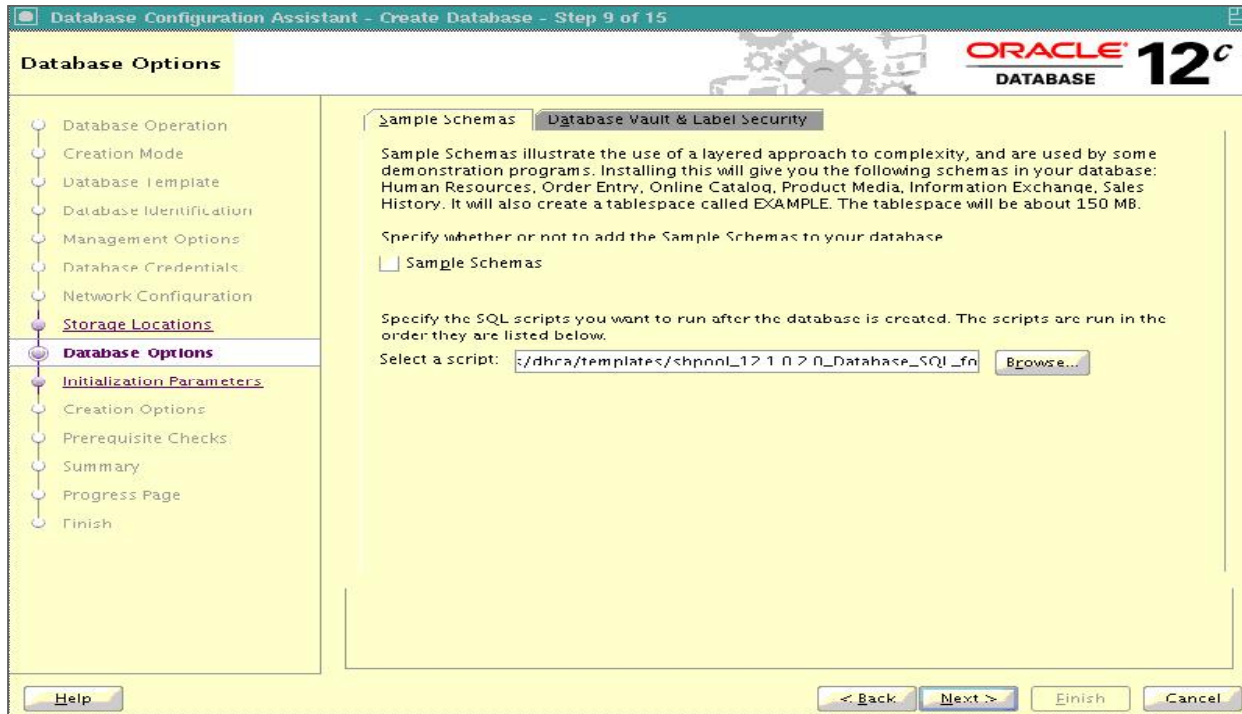 Database Configuration Assistant - Create Database - Step 9 of 15
Database Options
ORACLE DATABASE 12c
Database Operation
Creation Mode
Database Template
Database Identification
Management Options
Database Credentials
Network Configuration
Storage Locations
Database Options
Initialization Parameters
Creation Options
Prerequisite Checks
Summary
Progress Page
Finish
Sample Schemas
Database Vault & Label Security
Sample Schemas illustrate the use of a layered approach to complexity, and are used by some
demonstration programs. Installing this will give you the following schemas in your database:
Human Resources, Order Entry, Online Catalog, Product Media, Information Exchange, Sales
History. It will also create a tablespace called EXAMPLE. The tablespace will be about 150 MB.
Specify whether or not to add the Sample Schemas to your database
Sample Schemas
Specify the SQL scripts you want to run after the database is created. The scripts are run in the
order they are listed below.
Select a script: :/dbca/templates/shpool_12.1.0.2.0_Database_SQL_fo Browse...
Help
< Back Next > Finish Cancel